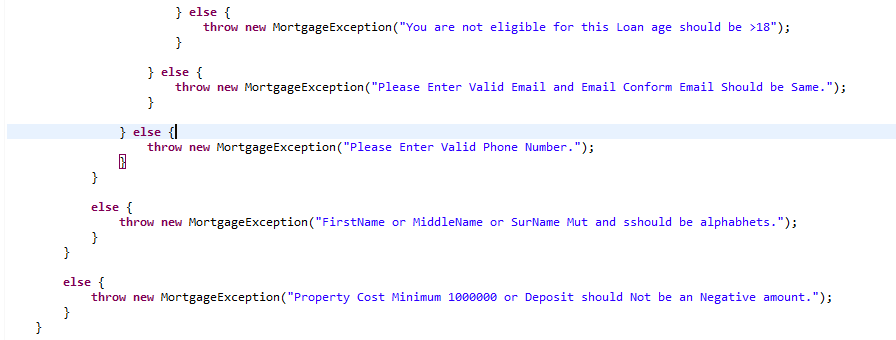 } else {
throw new MortgageException("You are not eligible for this Loan age should be >18");
}
} else {
throw new MortgageException("Please Enter Valid Email and Email Conform Email Should be Same.");
}
} else {
throw new MortgageException("Please Enter Valid Phone Number.");
}
}
else {
throw new MortgageException("FirstName or MiddleName or SurName Mut and sshould be alphabhets.");
}
}
else {
throw new MortgageException("Property Cost Minimum 1000000 or Deposit should Not be an Negative amount.");
}
}